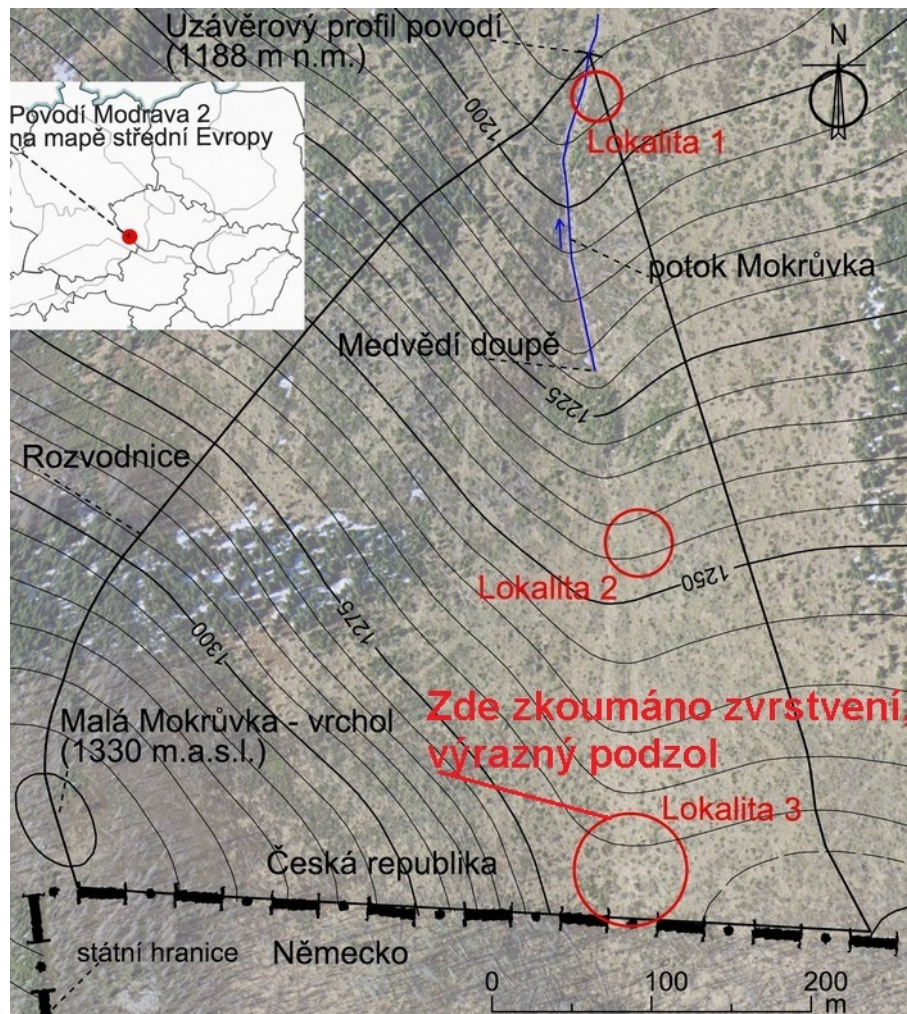 Uzávěrový profil povodí
(1188 m n.m.)
N
Povodí Modrava 2
na mapě střední Evropy
1200
Lokalita 1
potok Mokrůvka
Medvědí doupě
1225
Rozvodnice
Lokalita 2
1250
1275
1300
Zde zkoumáno zvrstvení,
výrazný podzol
Malá Mokrůvka - vrchol
(1330 m.a.s.l.)
Lokalita 3
Česká republika
státní hranice
Německo
0 100 200
m